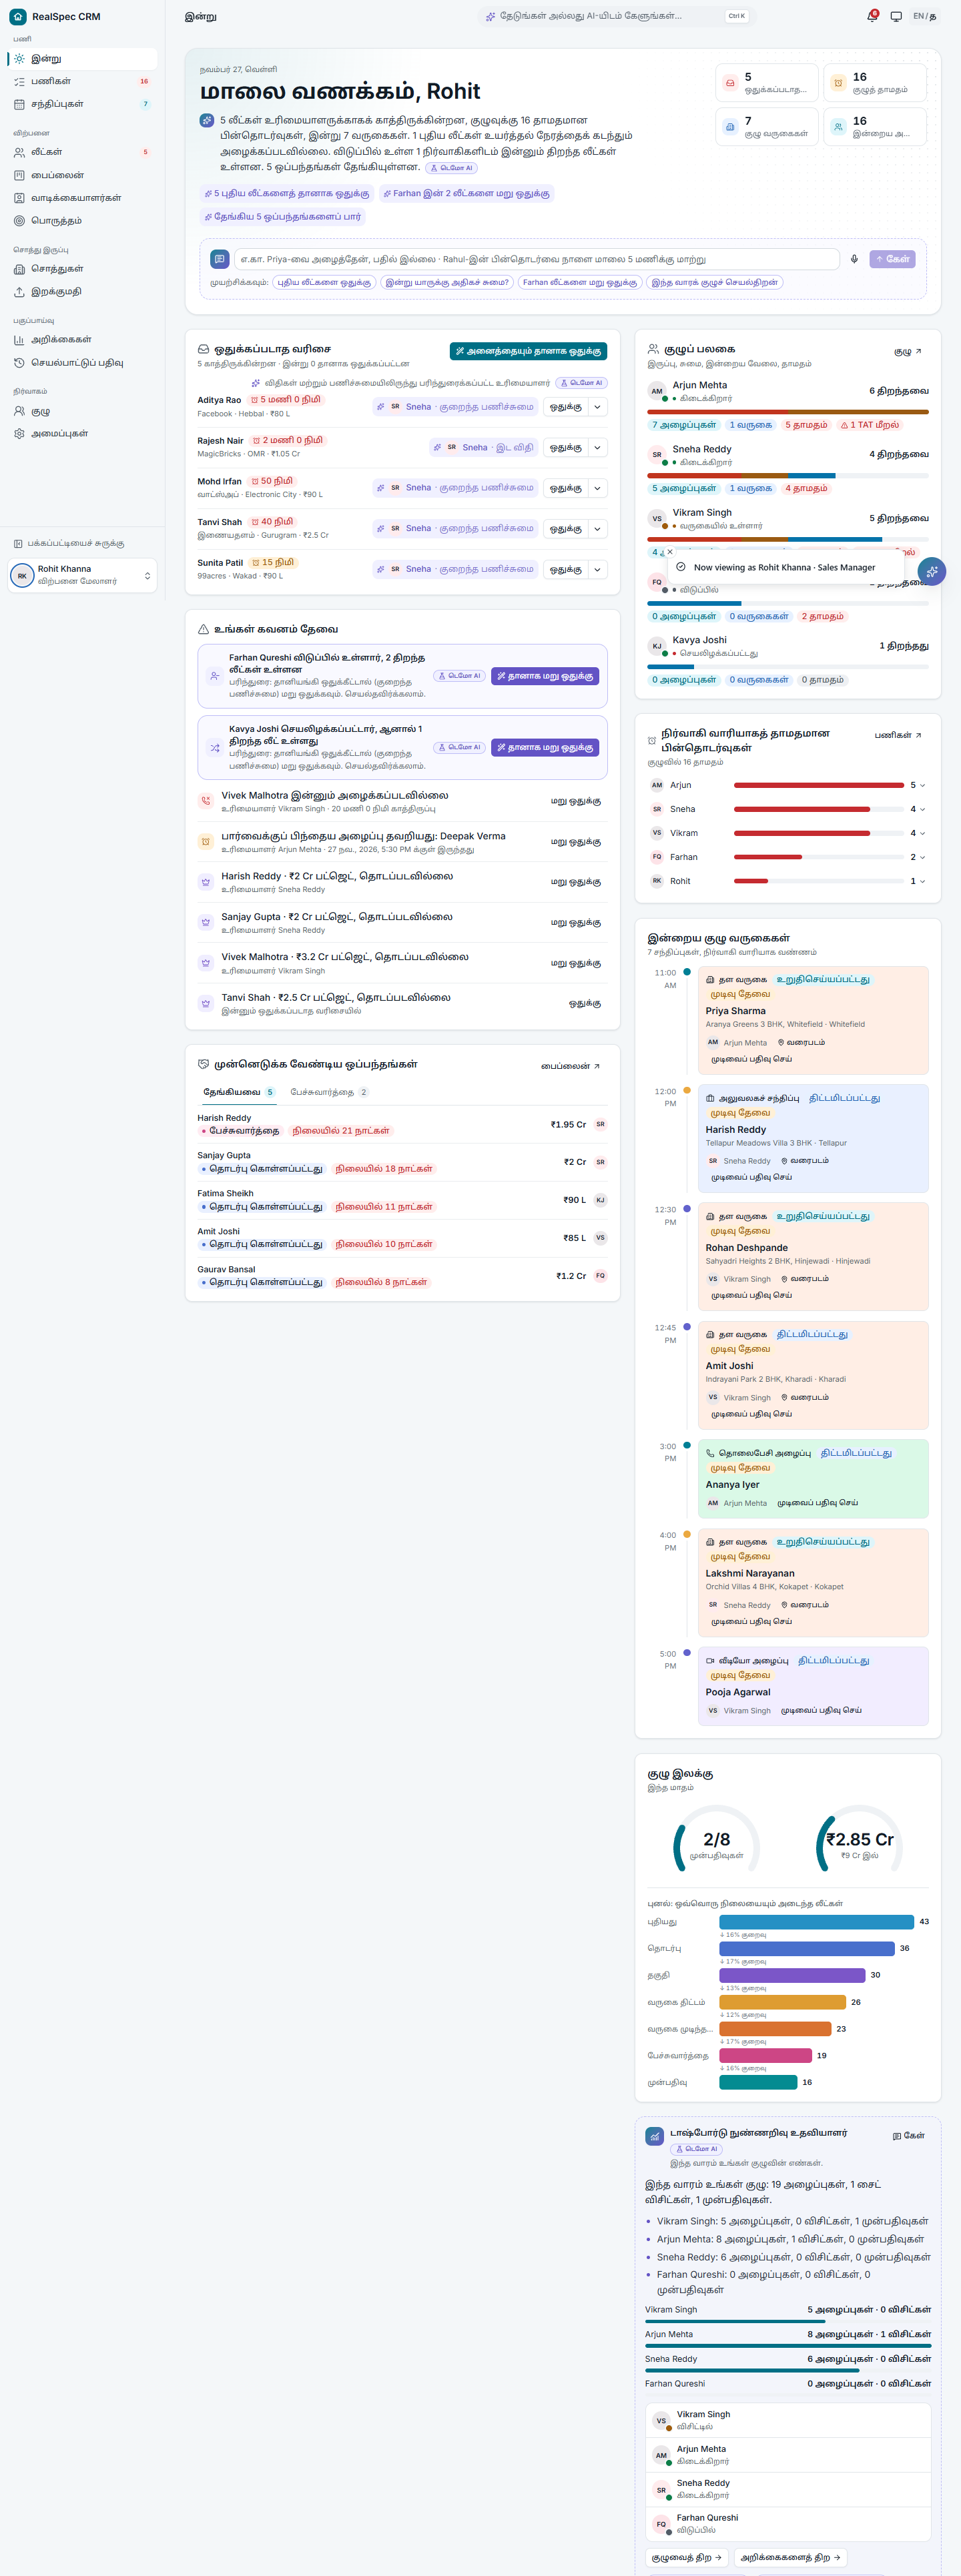 RealSpec CRM
பணி
இன்று
பணிகள் 16
சந்திப்புகள் 7
விற்பனை
லீட்கள் 5
பைப்லைன்
வாடிக்கையாளர்கள்
பொருத்தம்
சொத்து இருப்பு
சொத்துகள்
இறக்குமதி
பகுப்பாய்வு
அறிக்கைகள்
செயல்பாட்டுப் பதிவு
நிர்வாகம்
குழு
அமைப்புகள்
பக்கப்பட்டியைச் சுருக்கு
RK Rohit Khanna
விற்பனை மேலாளர்
இன்று
தேடுங்கள் அல்லது AI-யிடம் கேளுங்கள்... Ctrl K
EN / த
நவம்பர் 27, வெள்ளி
மாலை வணக்கம், Rohit
5 லீட்கள் உரிமையாளருக்காகக் காத்திருக்கின்றன, குழுவுக்கு 16 தாமதமான
பின்தொடர்வுகள், இன்று 7 வருகைகள். 1 புதிய லீட்கள் உயர்த்தல் நேரத்தைக் கடந்தும்
அழைக்கப்படவில்லை. விடுப்பில் உள்ள 1 நிர்வாகிகளிடம் இன்னும் திறந்த லீட்கள்
உள்ளன. 5 ஒப்பந்தங்கள் தேங்கியுள்ளன. டெமோ AI
5 புதிய லீட்களைத் தானாக ஒதுக்கு
Farhan இன் 2 லீட்களை மறு ஒதுக்கு
தேங்கிய 5 ஒப்பந்தங்களைப் பார்
5
ஒதுக்கப்படாத...
16
குழுத் தாமதம்
7
குழு வருகைகள்
16
இன்றைய அ...
எ.கா. Priya-வை அழைத்தேன், பதில் இல்லை · Rahul-இன் பின்தொடர்வை நாளை மாலை 5 மணிக்கு மாற்று
கேள்
முயற்சிக்கவும்: புதிய லீட்களை ஒதுக்கு இன்று யாருக்கு அதிகச் சுமை? Farhan லீட்களை மறு ஒதுக்கு இந்த வாரக் குழுச் செயல்திறன்
ஒதுக்கப்படாத வரிசை
5 காத்திருக்கின்றன · இன்று 0 தானாக ஒதுக்கப்பட்டன
அனைத்தையும் தானாக ஒதுக்கு
விதிகள் மற்றும் பணிச்சுமையிலிருந்து பரிந்துரைக்கப்பட்ட உரிமையாளர் டெமோ AI
Aditya Rao 5 மணி 0 நிமி
Facebook · Hebbal · ₹80 L
SR Sneha · குறைந்த பணிச்சுமை ஒதுக்கு
Rajesh Nair 2 மணி 0 நிமி
MagicBricks · OMR · ₹1.05 Cr
SR Sneha · இட விதி ஒதுக்கு
Mohd Irfan 50 நிமி
வாட்ஸ்அப் · Electronic City · ₹90 L
SR Sneha · குறைந்த பணிச்சுமை ஒதுக்கு
Tanvi Shah 40 நிமி
இணையதளம் · Gurugram · ₹2.5 Cr
SR Sneha · குறைந்த பணிச்சுமை ஒதுக்கு
Sunita Patil 20 நிமி
99acres · Wakad · ₹90 L
SR Sneha · குறைந்த பணிச்சுமை ஒதுக்கு
உங்கள் கவனம் தேவை
Farhan Qureshi விடுப்பில் உள்ளார், 2 திறந்த
லீட்கள் உள்ளன
பரிந்துரை: தானியங்கி ஒதுக்கீட்டால் (குறைந்த
பணிச்சுமை) மறு ஒதுக்கவும். செயல்தவிர்க்கலாம்.
டெமோ AI தானாக மறு ஒதுக்கு
Kavya Joshi செயலிழக்கப்பட்டார், ஆனால் 1
திறந்த லீட் உள்ளது
பரிந்துரை: தானியங்கி ஒதுக்கீட்டால் (குறைந்த
பணிச்சுமை) மறு ஒதுக்கவும். செயல்தவிர்க்கலாம்.
டெமோ AI தானாக மறு ஒதுக்கு
Vivek Malhotra இன்னும் அழைக்கப்படவில்லை
உரிமையாளர் Vikram Singh · 20 மணி 0 நிமி காத்திருப்பு
மறு ஒதுக்கு
பார்வைக்குப் பிந்தைய அழைப்பு தவறியது: Deepak Verma
உரிமையாளர் Arjun Mehta · 27 நவ., 2026, 5:30 PM க்குள் இருந்தது
மறு ஒதுக்கு
Harish Reddy · ₹2 Cr பட்ஜெட், தொடப்படவில்லை
உரிமையாளர் Sneha Reddy
மறு ஒதுக்கு
Sanjay Gupta · ₹2 Cr பட்ஜெட், தொடப்படவில்லை
உரிமையாளர் Sneha Reddy
மறு ஒதுக்கு
Vivek Malhotra · ₹3.2 Cr பட்ஜெட், தொடப்படவில்லை
உரிமையாளர் Vikram Singh
மறு ஒதுக்கு
Tanvi Shah · ₹2.5 Cr பட்ஜெட், தொடப்படவில்லை
இன்னும் ஒதுக்கப்படாத வரிசையில்
ஒதுக்கு
முன்னெடுக்க வேண்டிய ஒப்பந்தங்கள்
பைப்லைன்
தேங்கியவை 5 பேச்சுவார்த்தை 2
Harish Reddy
பேச்சுவார்த்தை நிலையில் 21 நாட்கள்
₹1.95 Cr SR
Sanjay Gupta
தொடர்பு கொள்ளப்பட்டது நிலையில் 18 நாட்கள்
₹2 Cr SR
Fatima Sheikh
தொடர்பு கொள்ளப்பட்டது நிலையில் 11 நாட்கள்
₹90 L KJ
Amit Joshi
தொடர்பு கொள்ளப்பட்டது நிலையில் 10 நாட்கள்
₹85 L VS
Gaurav Bansal
தொடர்பு கொள்ளப்பட்டது நிலையில் 8 நாட்கள்
₹1.2 Cr FQ
குழுப் பலகை
இருப்பு, சுமை, இன்றைய வேலை, தாமதம்
குழு
AM Arjun Mehta
கிடைக்கிறார்
6 திறந்தவை
7 அழைப்புகள் 1 வருகை 5 தாமதம் 1 TAT மீறல்
SR Sneha Reddy
கிடைக்கிறார்
4 திறந்தவை
5 அழைப்புகள் 1 வருகை 4 தாமதம்
VS Vikram Singh
வருகையில் உள்ளார்
5 திறந்தவை
Now viewing as Rohit Khanna · Sales Manager
FQ
விடுப்பில்
0 அழைப்புகள் 0 வருகைகள் 2 தாமதம்
KJ Kavya Joshi
செயலிழக்கப்பட்டது
1 திறந்தது
0 அழைப்புகள் 0 வருகைகள் 0 தாமதம்
நிர்வாகி வாரியாகத் தாமதமான
பின்தொடர்வுகள்
குழுவில் 16 தாமதம்
பணிகள்
AM Arjun 5
SR Sneha 4
VS Vikram 4
FQ Farhan 2
RK Rohit 1
இன்றைய குழு வருகைகள்
7 சந்திப்புகள், நிர்வாகி வாரியாக வண்ணம்
11:00
AM
தள வருகை உறுதிசெய்யப்பட்டது
முடிவு தேவை
Priya Sharma
Aranya Greens 3 BHK, Whitefield · Whitefield
AM Arjun Mehta வரைபடம்
முடிவைப் பதிவு செய்
12:00
PM
அலுவலகச் சந்திப்பு திட்டமிடப்பட்டது
முடிவு தேவை
Harish Reddy
Tellapur Meadows Villa 3 BHK · Tellapur
SR Sneha Reddy வரைபடம்
முடிவைப் பதிவு செய்
12:30
PM
தள வருகை உறுதிசெய்யப்பட்டது
முடிவு தேவை
Rohan Deshpande
Sahyadri Heights 2 BHK, Hinjewadi · Hinjewadi
VS Vikram Singh வரைபடம்
முடிவைப் பதிவு செய்
12:45
PM
தள வருகை திட்டமிடப்பட்டது
முடிவு தேவை
Amit Joshi
Indrayani Park 2 BHK, Kharadi · Kharadi
VS Vikram Singh வரைபடம்
முடிவைப் பதிவு செய்
3:00
PM
தொலைபேசி அழைப்பு திட்டமிடப்பட்டது
முடிவு தேவை
Ananya Iyer
AM Arjun Mehta முடிவைப் பதிவு செய்
4:00
PM
தள வருகை உறுதிசெய்யப்பட்டது
முடிவு தேவை
Lakshmi Narayanan
Orchid Villas 4 BHK, Kokapet · Kokapet
SR Sneha Reddy வரைபடம்
முடிவைப் பதிவு செய்
5:00
PM
வீடியோ அழைப்பு திட்டமிடப்பட்டது
முடிவு தேவை
Pooja Agarwal
VS Vikram Singh முடிவைப் பதிவு செய்
குழு இலக்கு
இந்த மாதம்
2/8
முன்பதிவுகள்
₹2.85 Cr
₹9 Cr இல்
புனல்: ஒவ்வொரு நிலையையும் அடைந்த லீட்கள்
புதியது 43
↓ 16% குறைவு
தொடர்பு 36
↓ 17% குறைவு
தகுதி 30
↓ 13% குறைவு
வருகை திட்டம் 26
↓ 12% குறைவு
வருகை முடிந்த... 23
↓ 17% குறைவு
பேச்சுவார்த்தை 19
↓ 16% குறைவு
முன்பதிவு 16
டாஷ்போர்டு நுண்ணறிவு உதவியாளர்
டெமோ AI
கேள்
இந்த வாரம் உங்கள் குழுவின் எண்கள்.
இந்த வாரம் உங்கள் குழு: 19 அழைப்புகள், 1 சைட்
விசிட்கள், 1 முன்பதிவுகள்.
• Vikram Singh: 5 அழைப்புகள், 0 விசிட்கள், 1 முன்பதிவுகள்
• Arjun Mehta: 8 அழைப்புகள், 1 விசிட்கள், 0 முன்பதிவுகள்
• Sneha Reddy: 6 அழைப்புகள், 0 விசிட்கள், 0 முன்பதிவுகள்
• Farhan Qureshi: 0 அழைப்புகள், 0 விசிட்கள், 0
முன்பதிவுகள்
Vikram Singh 5 அழைப்புகள் · 0 விசிட்கள்
Arjun Mehta 8 அழைப்புகள் · 1 விசிட்கள்
Sneha Reddy 6 அழைப்புகள் · 0 விசிட்கள்
Farhan Qureshi 0 அழைப்புகள் · 0 விசிட்கள்
VS Vikram Singh
விசிட்டில்
AM Arjun Mehta
கிடைக்கிறார்
SR Sneha Reddy
கிடைக்கிறார்
FQ Farhan Qureshi
விடுப்பில்
குழுவைத் திற → அறிக்கைகளைத் திற →